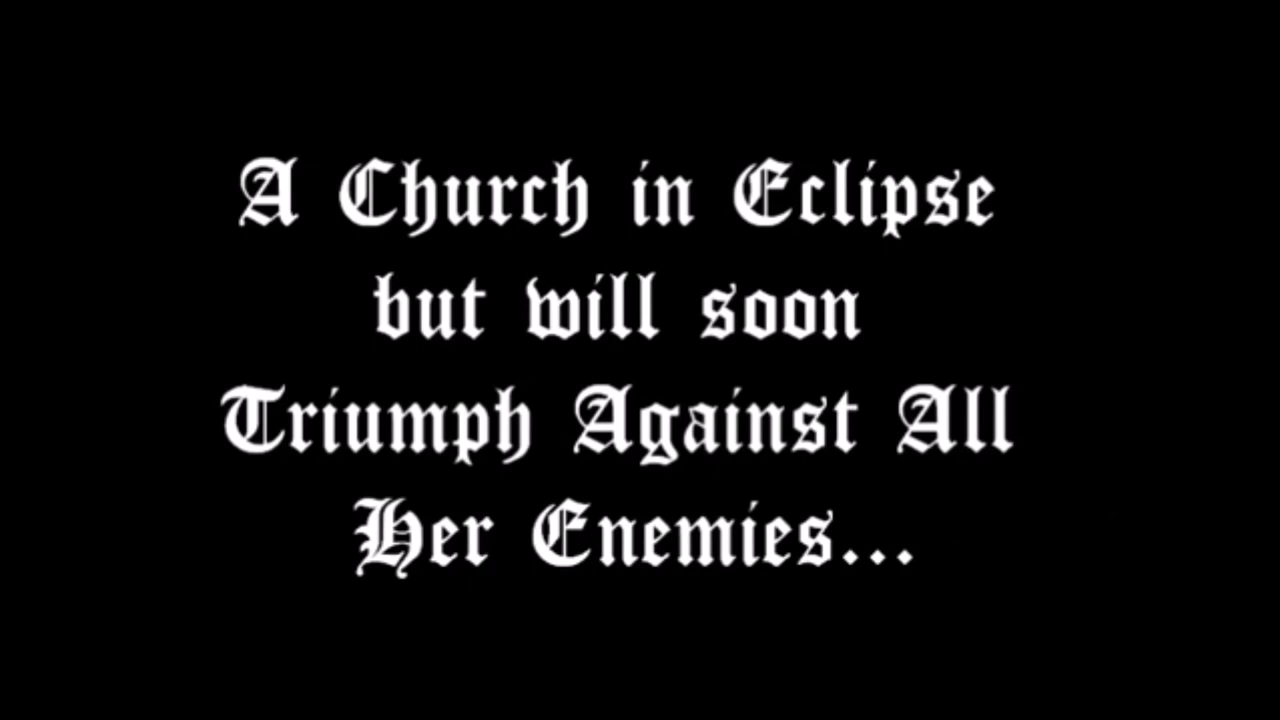 A Church in Eclipse
but will soon
Triumph Against All
Her Enemies...